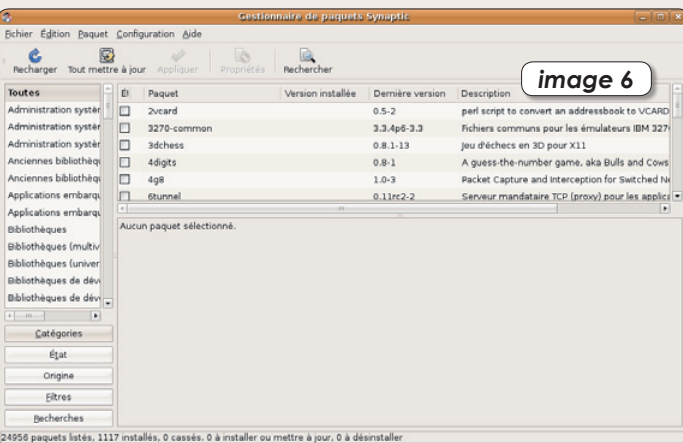 Gestionnaire de paquets Synaptic
Fichier Édition Paquet Configuration Aide
Recharger Tout mettre à jour Appliquer Propriétés Rechercher
image 6
Toutes
Administration systèr
Administration systèr
Administration systèr
Anciennes bibliothèqu
Anciennes bibliothèqu
Applications embarqu
Applications embarqu
Bibliothèques
Bibliothèques (multiv
Bibliothèques (univer
Bibliothèques de déve
Bibliothèques de déve
Catégories
État
Origine
Filtres
Recherches
É Paquet Version installée Dernière version Description
2vcard 0.5-2 perl script to convert an addressbook to VCARD
3270-common 3.3.4p6-3.3 Fichiers communs pour les émulateurs IBM 327
3dchess 0.8.1-13 Jeu d'échecs en 3D pour X11
4digits 0.8-1 A guess-the-number game, aka Bulls and Cows
4g8 1.0-3 Packet Capture and Interception for Switched Ne
6tunnel 0.11rc2-2 Serveur mandataire TCP (proxy) pour les applica
Aucun paquet sélectionné.
24956 paquets listés, 1117 installés, 0 cassés. 0 à installer ou mettre à jour, 0 à désinstaller